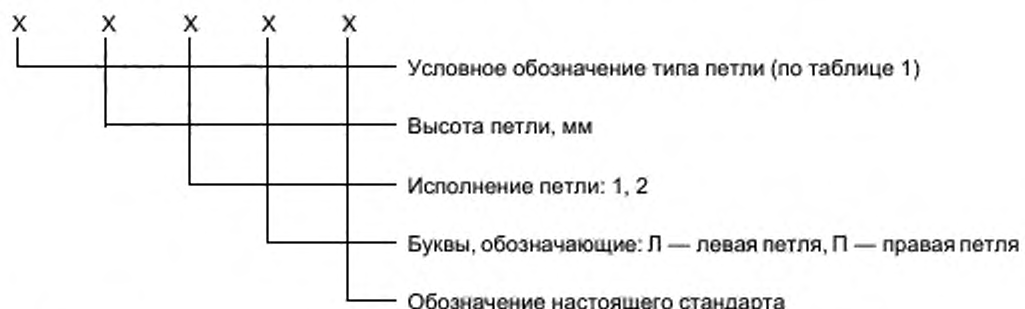 X X X X X
Условное обозначение типа петли (по таблице 1)
Высота петли, мм
Исполнение петли: 1, 2
Буквы, обозначающие: Л — левая петля, П — правая петля
Обозначение настоящего стандарта